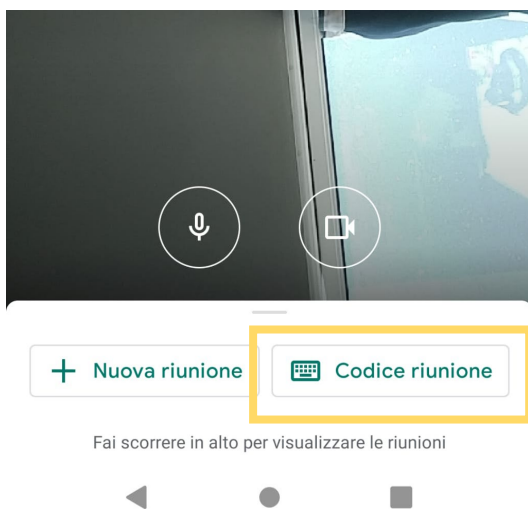 Nuova riunione
Codice riunione
Fai scorrere in alto per visualizzare le riunioni